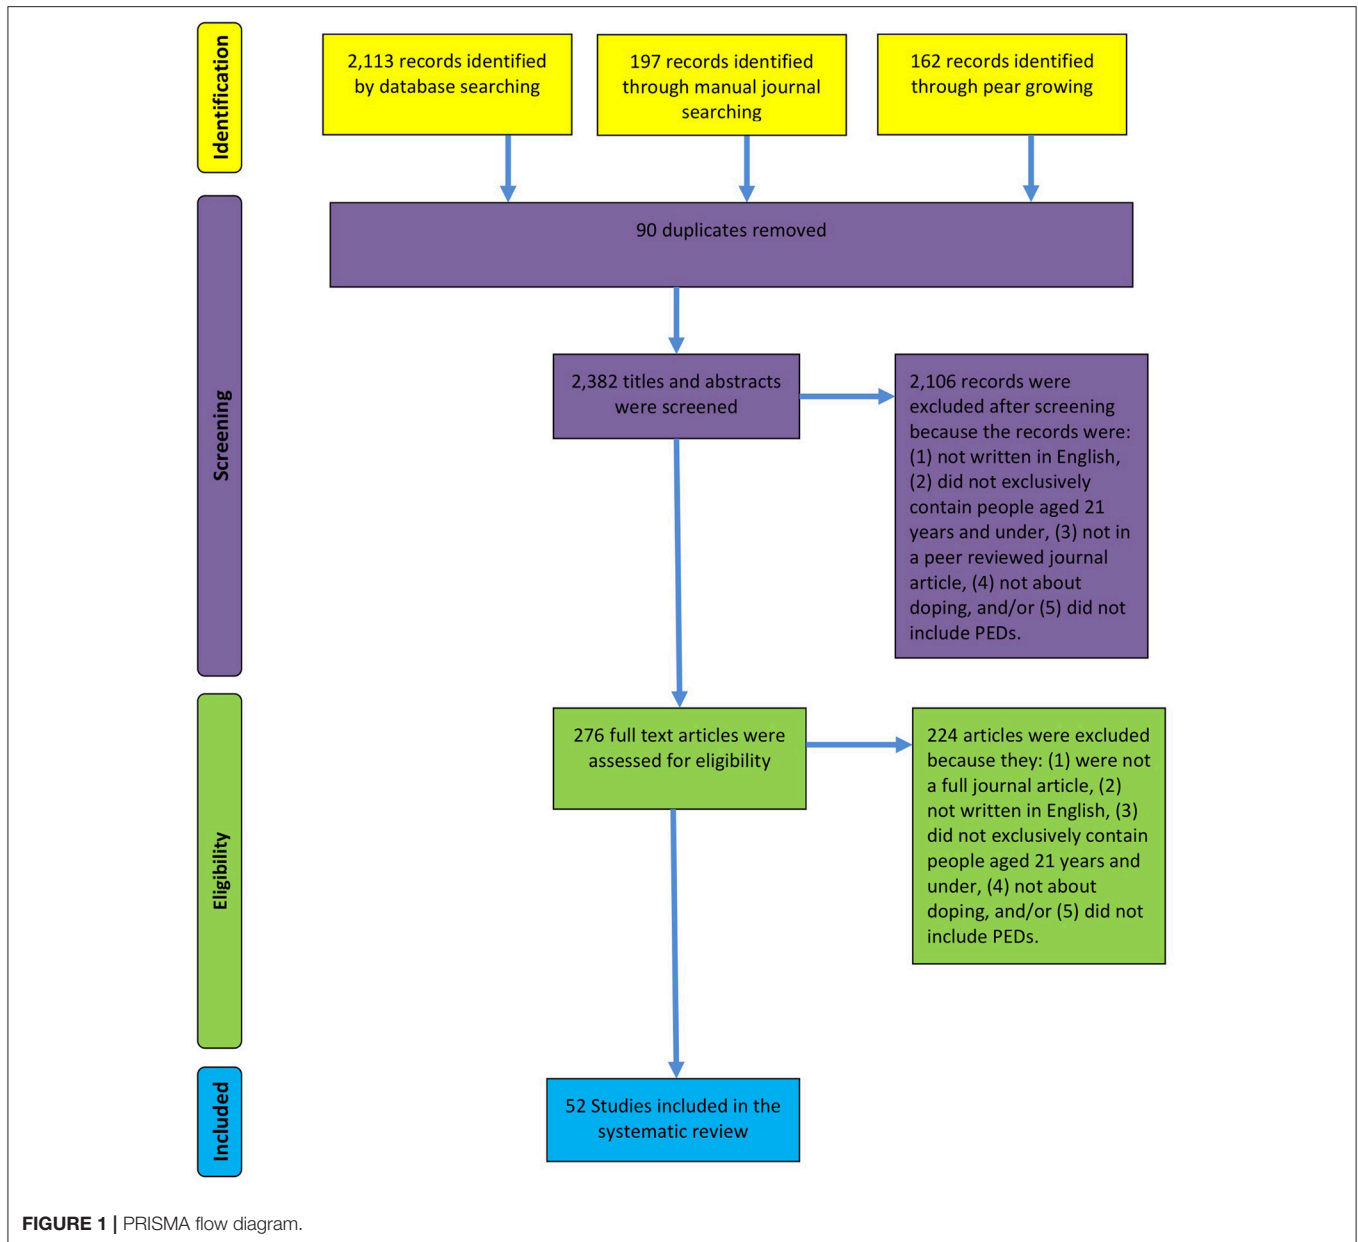 Identification
2,113 records identified
by database searching
197 records identified
through manual journal
searching
162 records identified
through pear growing
Screening
90 duplicates removed
2,382 titles and abstracts
were screened
2,106 records were
excluded after screening
because the records were:
(1) not written in English,
(2) did not exclusively
contain people aged 21
years and under, (3) not in
a peer reviewed journal
article, (4) not about
doping, and/or (5) did not
include PEDs.
Eligibility
276 full text articles were
assessed for eligibility
224 articles were excluded
because they: (1) were not
a full journal article, (2)
not written in English, (3)
did not exclusively contain
people aged 21 years and
under, (4) not about
doping, and/or (5) did not
include PEDs.
Included
52 Studies included in the
systematic review
FIGURE 1 | PRISMA flow diagram.